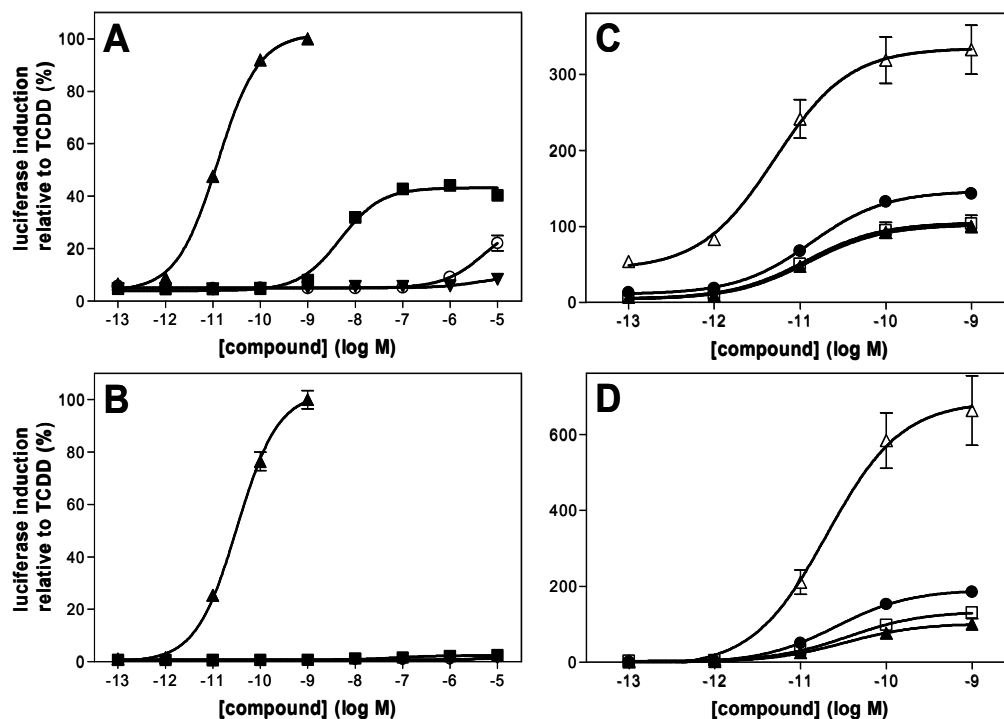 A
luciferase induction
relative to TCDD (%)
100
80
60
40
20
0
-13 -12 -11 -10 -9 -8 -7 -6 -5
[compound] (log M)
C
300
200
100
0
-13 -12 -11 -10 -9
[compound] (log M)
B
luciferase induction
relative to TCDD (%)
100
80
60
40
20
0
-13 -12 -11 -10 -9 -8 -7 -6 -5
[compound] (log M)
D
600
400
200
0
-13 -12 -11 -10 -9
[compound] (log M)